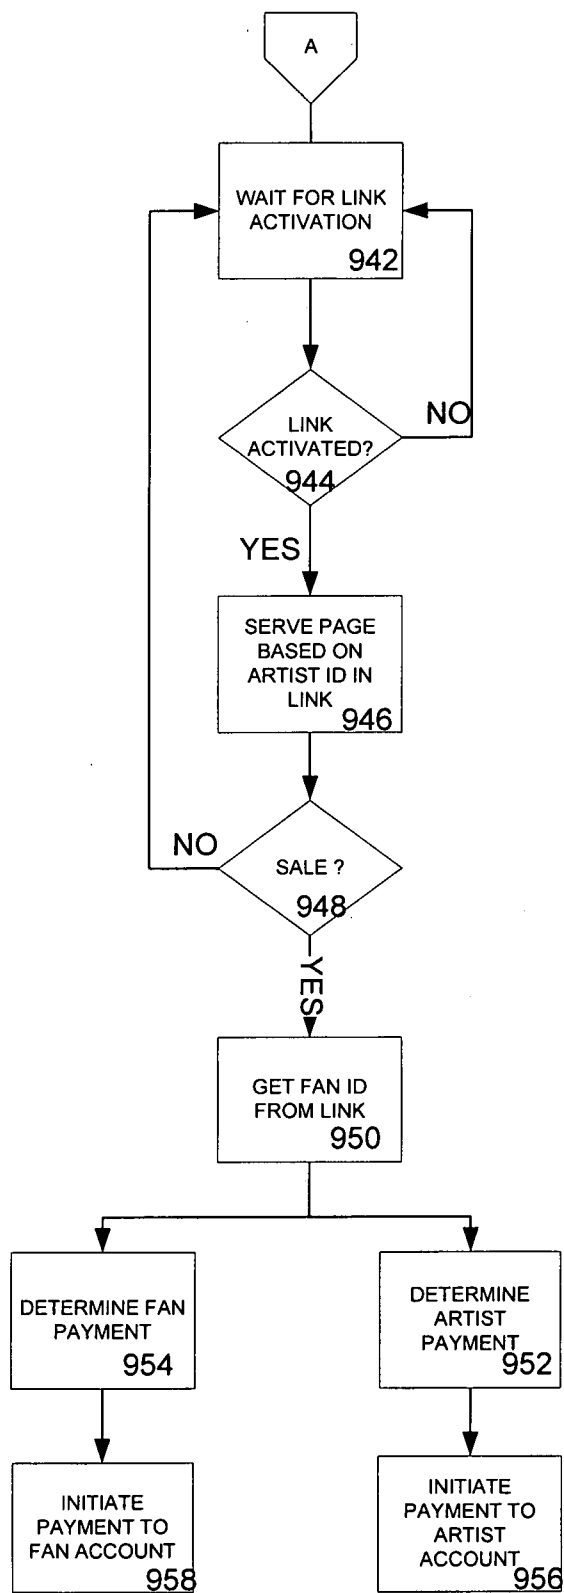 A
WAIT FOR LINK
ACTIVATION
942
LINK
ACTIVATED?
944
NO
YES
SERVE PAGE
BASED ON
ARTIST ID IN
LINK
946
NO
SALE ?
948
YES
GET FAN ID
FROM LINK
950
DETERMINE FAN
PAYMENT
954
DETERMINE
ARTIST
PAYMENT
952
INITIATE
PAYMENT TO
FAN ACCOUNT
958
INITIATE
PAYMENT TO
ARTIST
ACCOUNT
956